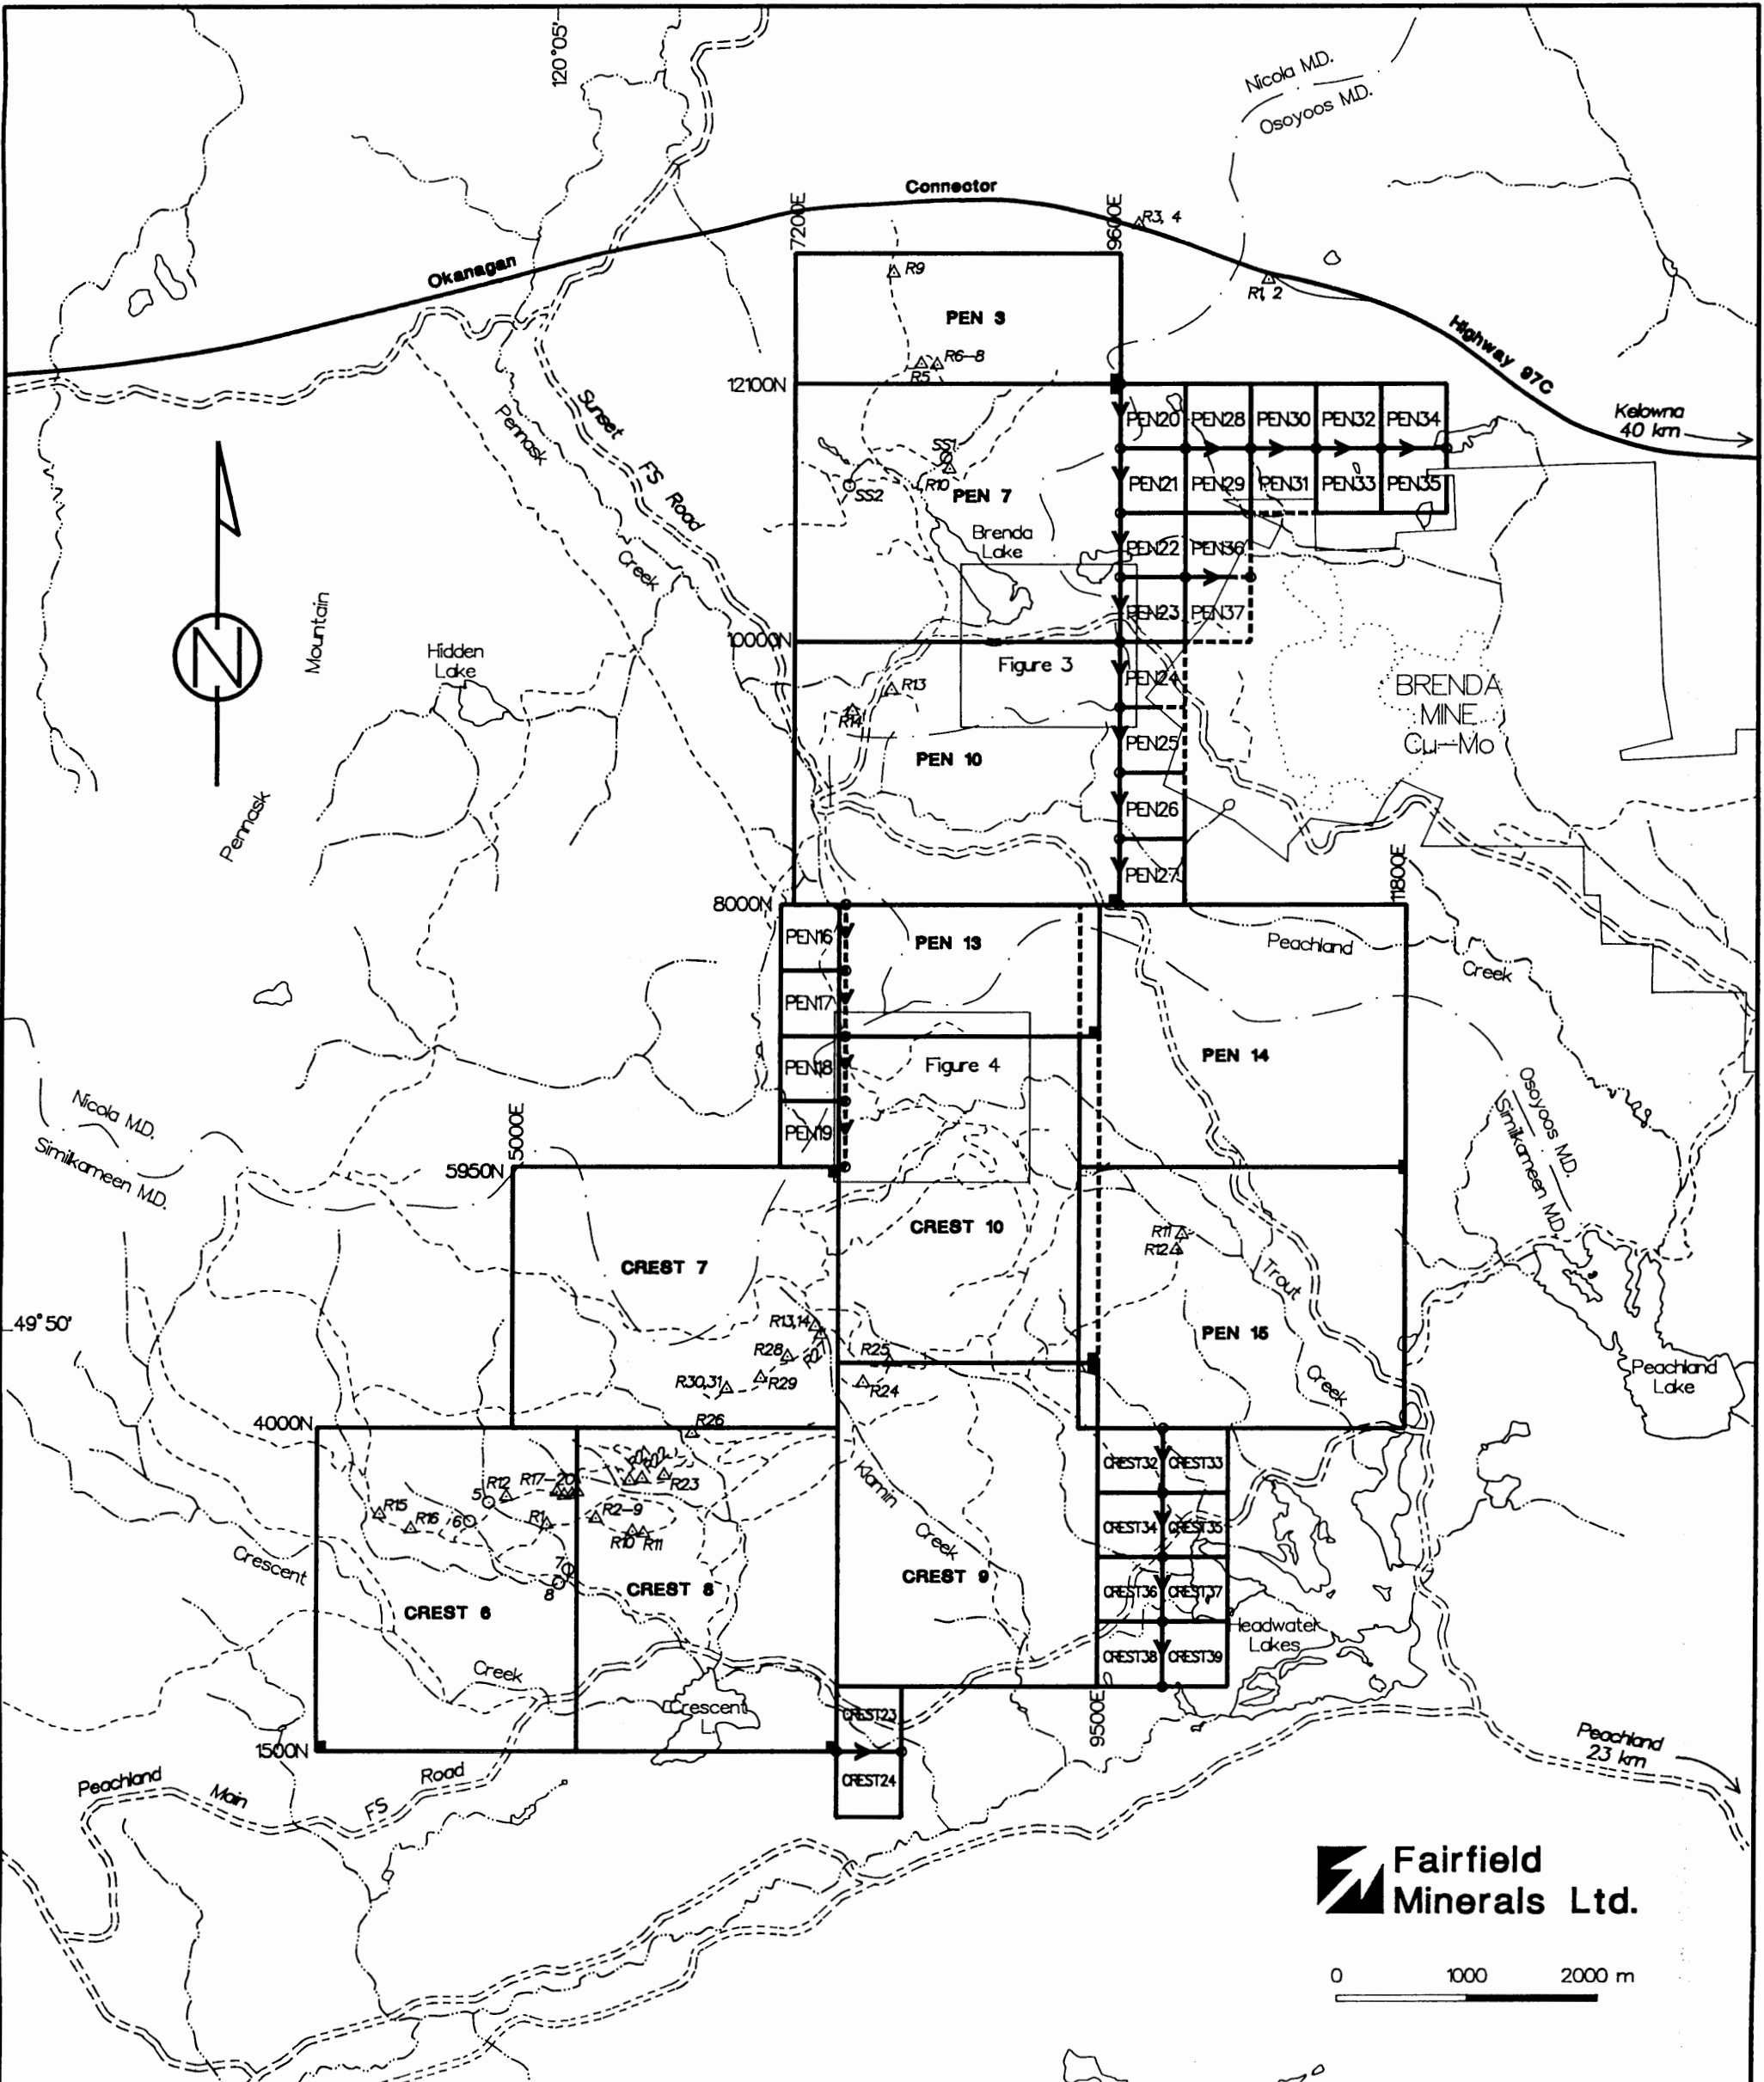 120°05'
Nicola M.D.
Osoyoos M.D.
Connector
7200E
9600E
R3, 4
Okanagan
R9
R1, 2
PEN 3
Highway 97C
R6-8
R5
12100N
Kelowna
40 km
Sunset
FS Road
Pennask
Creek
PEN20
PEN28
PEN30
PEN32
PEN34
SS1
R10
SS2
PEN 7
PEN21
PEN29
PEN31
PEN33
PEN35
Brenda
Lake
PEN22
PEN36
PEN23
PEN37
N
Mountain
Pennask
Hidden
Lake
10000N
Figure 3
PEN24
R13
R14
BRENDA
MINE
Cu-Mo
PEN 10
PEN25
PEN26
PEN27
11800E
8000N
PEN16
PEN 13
Peachland
Creek
PEN17
PEN 14
PEN18
Figure 4
PEN19
Nicola M.D.
Similkameen M.D.
Osoyoos M.D.
Similkameen M.D.
5000E
5950N
CREST 10
R11
R12
CREST 7
Trout
Creek
49°50'
R13,14
R27
R28
R25
PEN 15
R30,31
R29
R24
Peachland
Lake
4000N
R26
R12
R17-20
R23
CREST32
CREST33
5
R15
R16
6
R1
R2-9
R10
R11
Klamin
Creek
CREST34
CREST35
Crescent
Creek
7
8
CREST 8
CREST 9
CREST36
CREST37
CREST 6
Headwater
Lakes
CREST38
CREST39
Crescent
L.
CREST23
9500E
1500N
CREST24
Peachland
23 km
Peachland
Main
FS
Road
Fairfield
Minerals Ltd.
0 1000 2000 m